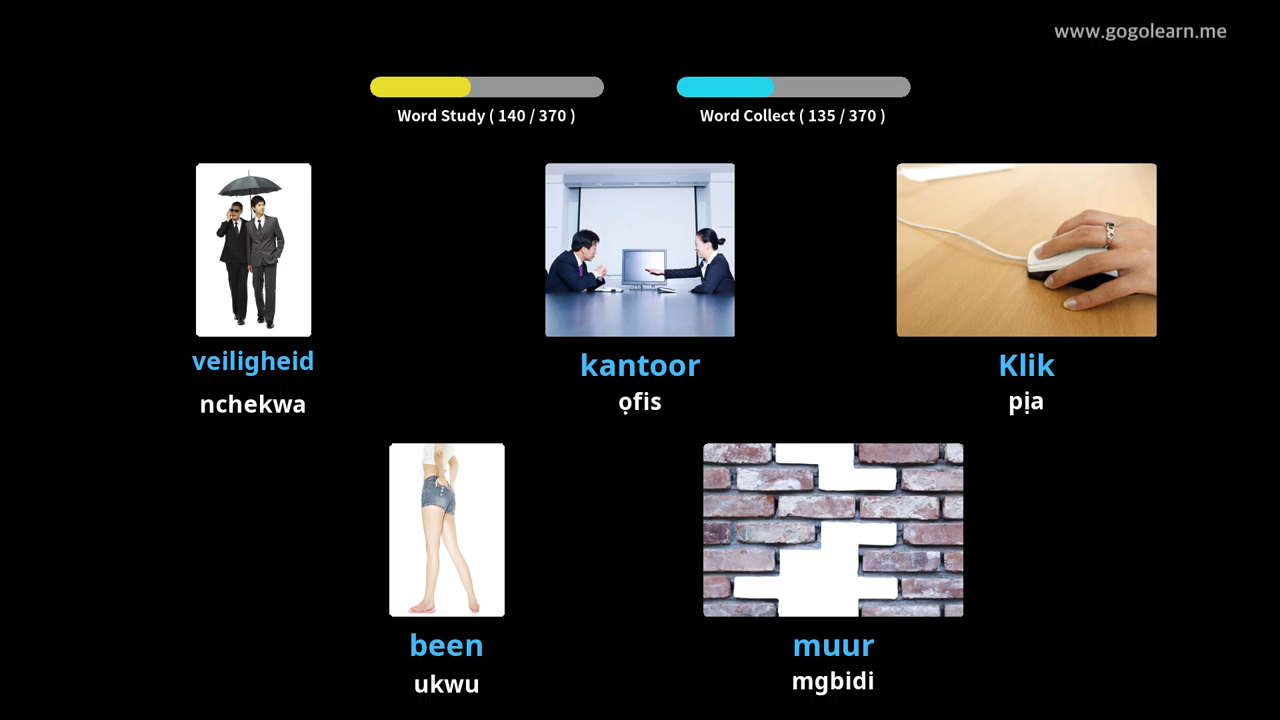 www.gogolearn.me
Word Study ( 140 / 370 )
Word Collect ( 135 / 370 )
veiligheid
nchekwa
kantoor
ọfis
Klik
pịa
been
ukwu
muur
mgbidi